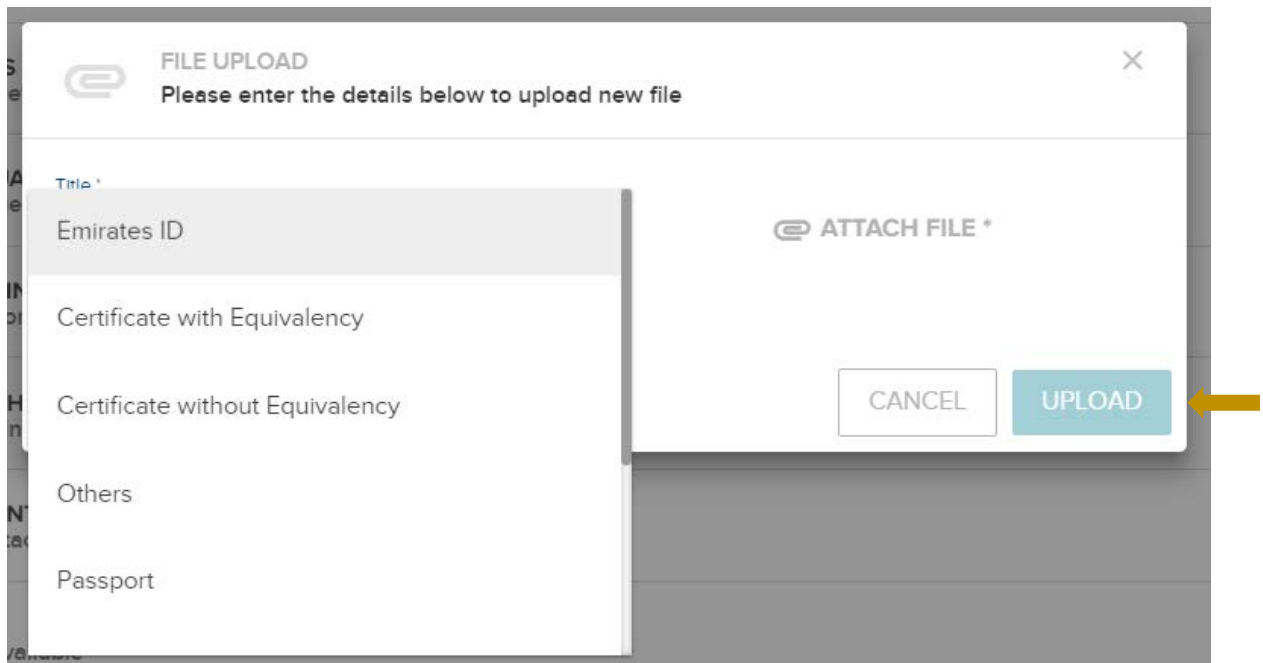 FILE UPLOAD
Please enter the details below to upload new file
Title *
Emirates ID
ATTACH FILE *
Certificate with Equivalency
Certificate without Equivalency
CANCEL
UPLOAD
Others
Passport